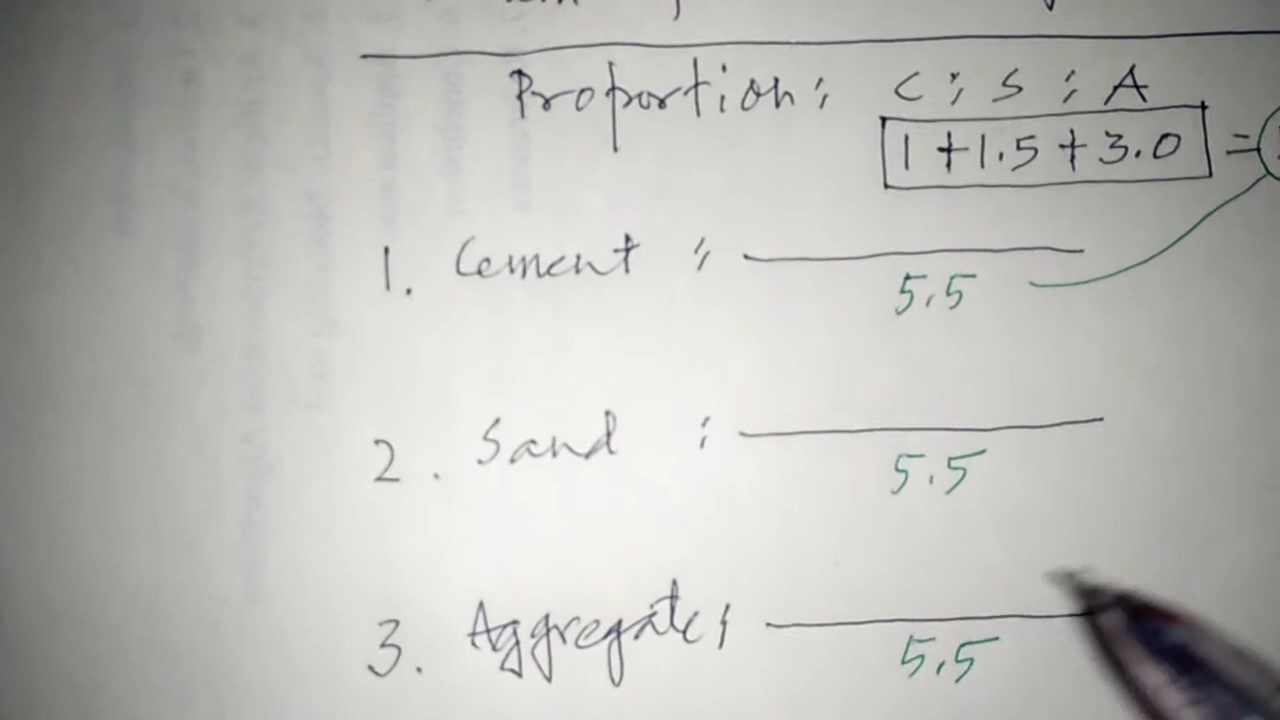 Proportion: C : S : A
1 + 1.5 + 3.0 =
1. Cement :
5.5
2. Sand :
5.5
3. Aggregate :
5.5